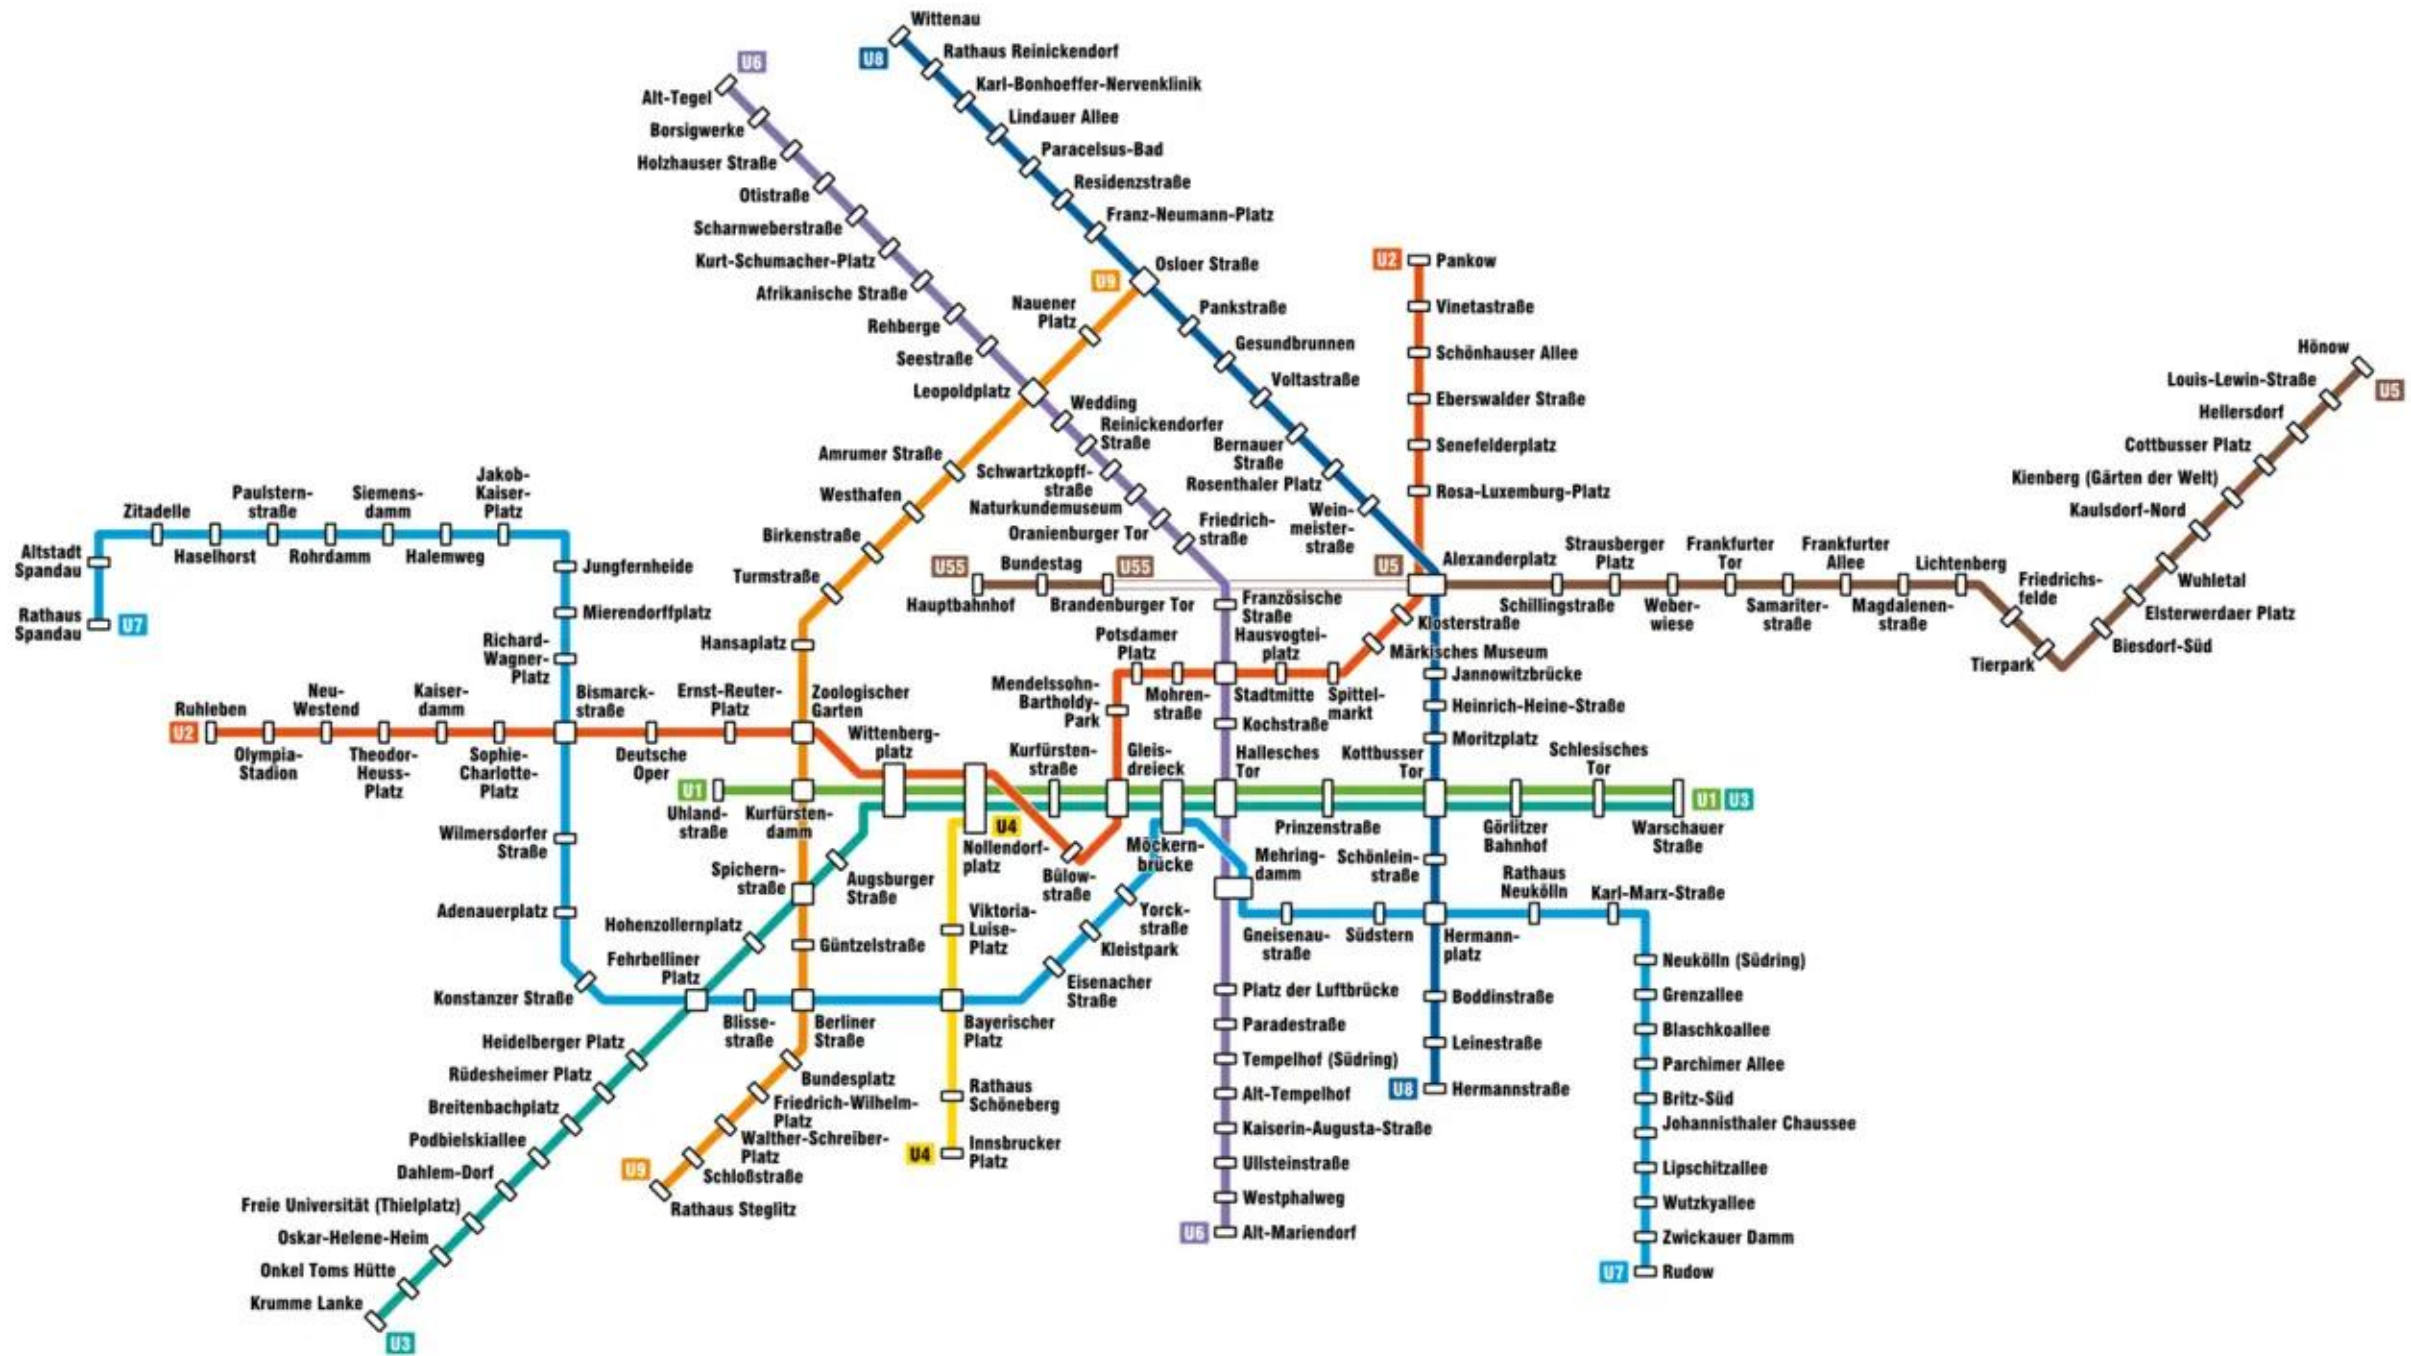 Wittenau
U8
Rathaus Reinickendorf
Karl-Bonhoeffer-Nervenklinik
Lindauer Allee
Paracelsus-Bad
Residenzstraße
Franz-Neumann-Platz
Osloer Straße
Pankstraße
Gesundbrunnen
Voltastraße
Bernauer
Straße
Rosenthaler Platz
Wein-
meister-
straße
U6
Alt-Tegel
Borsigwerke
Holzhauser Straße
Otistraße
Scharnweberstraße
Kurt-Schumacher-Platz
Afrikanische Straße
Rehberge
Seestraße
Leopoldplatz
Wedding
Reinickendorfer
Straße
Schwartzkopff-
straße
Naturkundemuseum
Oranienburger Tor
Friedrich-
straße
U9
Nauener
Platz
Amrumer Straße
Westhafen
Birkenstraße
Turmstraße
Hansaplatz
U2
Pankow
Vinetastraße
Schönhauser Allee
Eberswalder Straße
Senefelderplatz
Rosa-Luxemburg-Platz
Hönow
U5
Louis-Lewin-Straße
Hellersdorf
Cottbusser Platz
Kienberg (Gärten der Welt)
Kaulsdorf-Nord
Wuhletal
Elsterwerdaer Platz
Biesdorf-Süd
Tierpark
Friedrichs-
felde
Lichtenberg
Magdalenen-
straße
Frankfurter
Allee
Samariter-
straße
Frankfurter
Tor
Weber-
wiese
Strausberger
Platz
Schillingstraße
Alexanderplatz
U5
U55
Bundestag
U55
Hauptbahnhof
Brandenburger Tor
Jakob-
Kaiser-
Platz
Siemens-
damm
Paulstern-
straße
Zitadelle
Haselhorst
Rohrdamm
Halemweg
Altstadt
Spandau
Rathaus
Spandau
U7
Jungfernheide
Mierendorffplatz
Richard-
Wagner-
Platz
Bismarck-
straße
Ruhleben
U2
Neu-
Westend
Kaiser-
damm
Olympia-
Stadion
Theodor-
Heuss-
Platz
Sophie-
Charlotte-
Platz
Deutsche
Oper
Ernst-Reuter-
Platz
Zoologischer
Garten
Wittenberg-
platz
Französische
Straße
Potsdamer
Platz
Hausvogtei-
platz
Klosterstraße
Märkisches Museum
Mendelssohn-
Bartholdy-
Park
Mohren-
straße
Stadtmitte
Spittel-
markt
Kochstraße
Jannowitzbrücke
Heinrich-Heine-Straße
Moritzplatz
Kurfürsten-
straße
Gleis-
dreieck
Hallesches
Tor
Kottbusser
Tor
Schlesisches
Tor
U1
Uhland-
straße
Kurfürsten-
damm
U1 U3
U4
Nollendorf-
platz
Bülow-
straße
Möckern-
brücke
Prinzenstraße
Görlitzer
Bahnhof
Warschauer
Straße
Wilmersdorfer
Straße
Adenauerplatz
Konstanzer Straße
Spichern-
straße
Augsburger
Straße
Hohenzollernplatz
Fehrbelliner
Platz
Güntzelstraße
Viktoria-
Luise-
Platz
Yorck-
straße
Kleistpark
Eisenacher
Straße
Mehring-
damm
Schönlein-
straße
Rathaus
Neukölln
Karl-Marx-Straße
Gneisenau-
straße
Südstern
Hermann-
platz
Blisse-
straße
Berliner
Straße
Bayerischer
Platz
Platz der Luftbrücke
Paradestraße
Tempelhof (Südring)
Alt-Tempelhof
Kaiserin-Augusta-Straße
Ullsteinstraße
Westphalweg
U6
Alt-Mariendorf
Boddinstraße
Leinestraße
U8
Hermannstraße
Neukölln (Südring)
Grenzallee
Blaschkoallee
Parchimer Allee
Britz-Süd
Johannisthaler Chaussee
Lipschitzallee
Wutzkyallee
Zwickauer Damm
U7
Rudow
Heidelberger Platz
Rüdesheimer Platz
Breitenbachplatz
Podbielskiallee
Dahlem-Dorf
Freie Universität (Thielplatz)
Oskar-Helene-Heim
Onkel Toms Hütte
Krumme Lanke
U3
Bundesplatz
Friedrich-Wilhelm-
Platz
Walther-Schreiber-
Platz
Schloßstraße
U9
Rathaus Steglitz
Rathaus
Schöneberg
U4
Innsbrucker
Platz